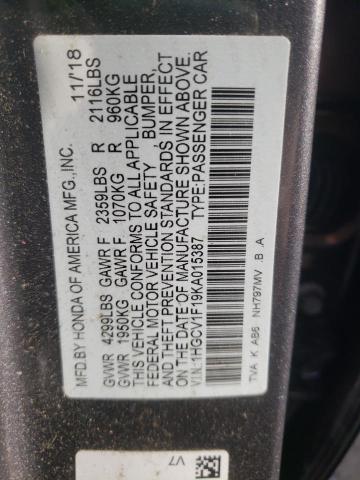 MFD.BY HONDA OF AMERICA MFG.,INC. 11/18
GVWR 4299LBS GAWR F 2359LBS R 2116LBS
GVWR 1950KG GAWR F 1070KG R 960KG
THIS VEHICLE CONFORMS TO ALL APPLICABLE
FEDERAL MOTOR VEHICLE SAFETY BUMPER,
AND THEFT PREVENTION STANDARDS IN EFFECT
ON THE DATE OF MANUFACTURE SHOWN ABOVE.
V.I.N.:1HGCV1F19KA015387 TYPE:PASSENGER CAR
TVA K AB6 NH797MV .B .A
V7